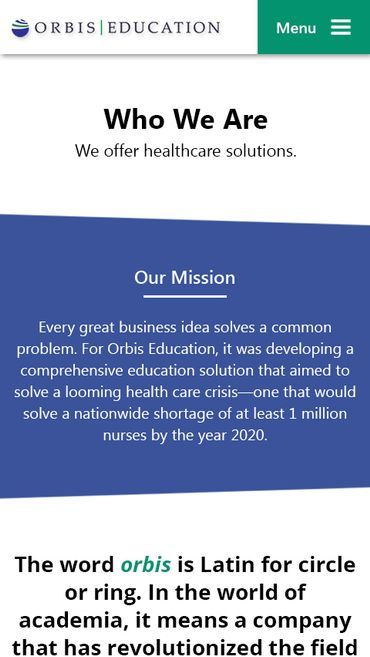 ORBIS|EDUCATION
Menu
Who We Are
We offer healthcare solutions.
Our Mission
Every great business idea solves a common
problem. For Orbis Education, it was developing a
comprehensive education solution that aimed to
solve a looming health care crisis—one that would
solve a nationwide shortage of at least 1 million
nurses by the year 2020.
The word orbis is Latin for circle
or ring. In the world of
academia, it means a company
that has revolutionized the field